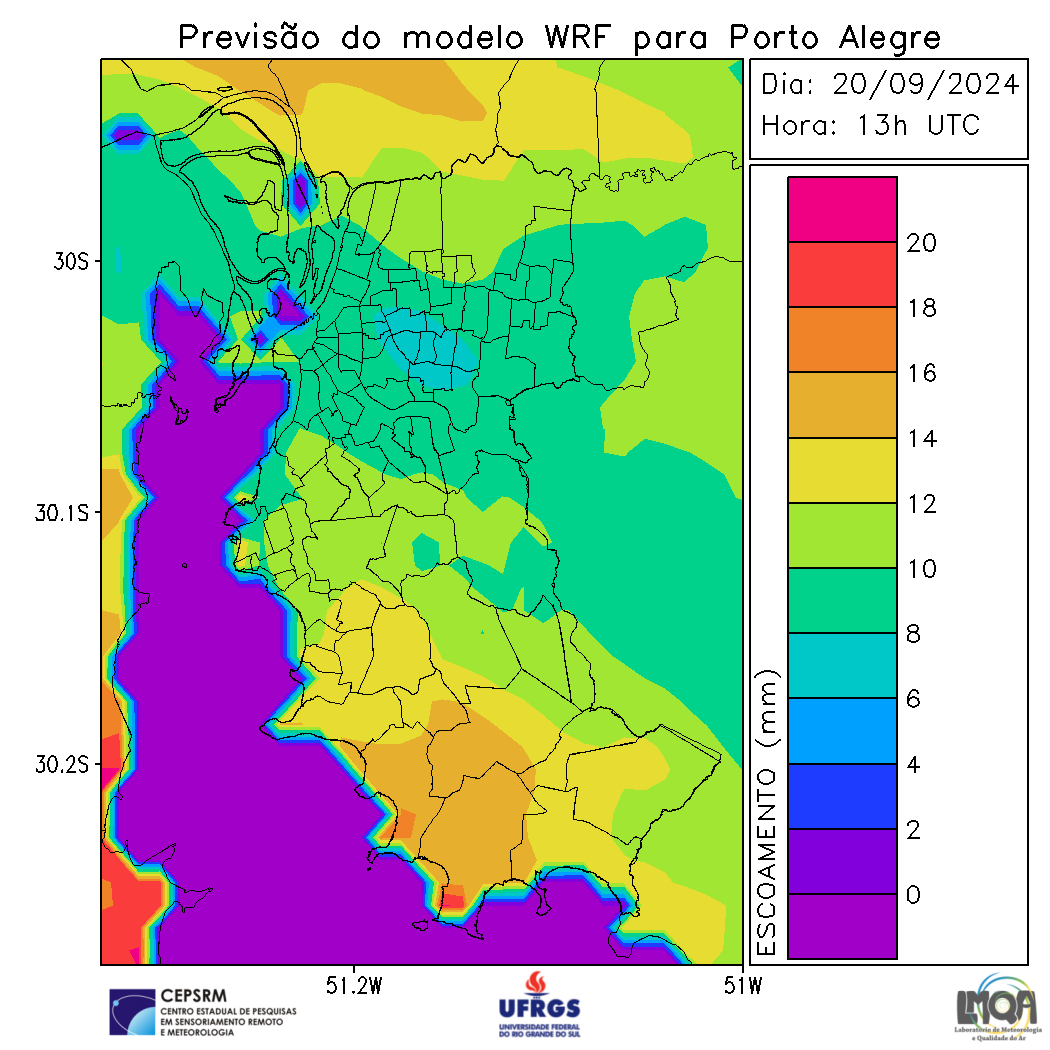 Previsão do modelo WRF para Porto Alegre
Dia: 20/09/2024
Hora: 13h UTC
30S
30.1S
30.2S
51.2W
51W
20
18
16
14
12
10
8
6
4
2
0
ESCOAMENTO (mm)
CEPSRM
CENTRO ESTADUAL DE PESQUISAS
EM SENSORIAMENTO REMOTO
E METEOROLOGIA
UFRGS
UNIVERSIDADE FEDERAL
DO RIO GRANDE DO SUL
LMQA
Laboratório de Meteorologia
e Qualidade do Ar